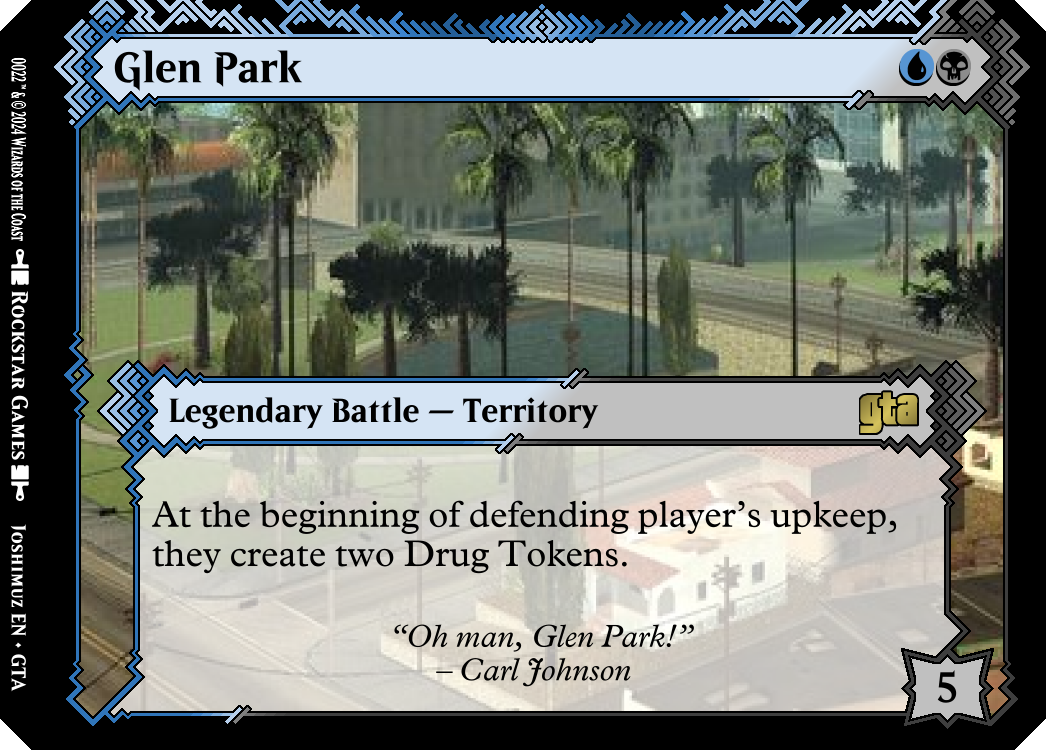 Glen Park
Legendary Battle — Territory
gta
At the beginning of defending player’s upkeep,
they create two Drug Tokens.
“Oh man, Glen Park!”
– Carl Johnson
5
0022 ™ & © 2024 Wizards of the Coast Rockstar Games Joshimuz EN • GTA